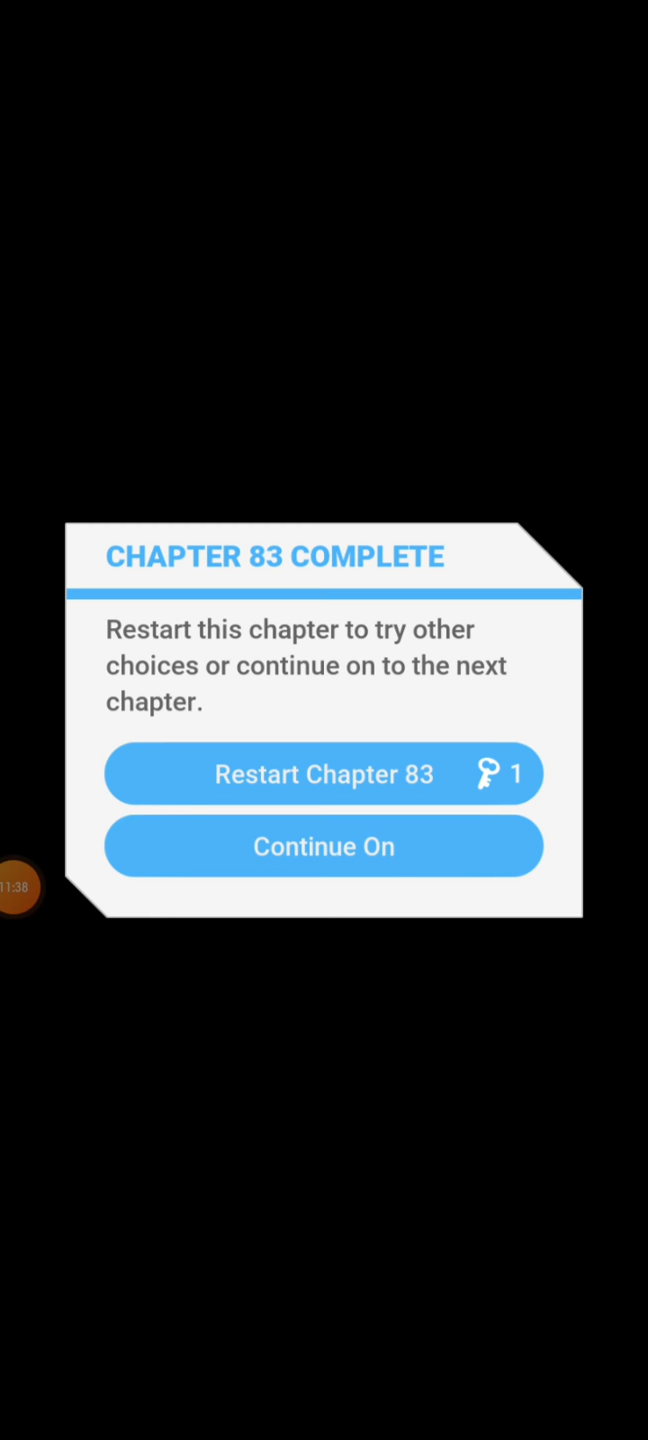 CHAPTER 83 COMPLETE
Restart this chapter to try other
choices or continue on to the next
chapter.
Restart Chapter 83 1
Continue On
11:38